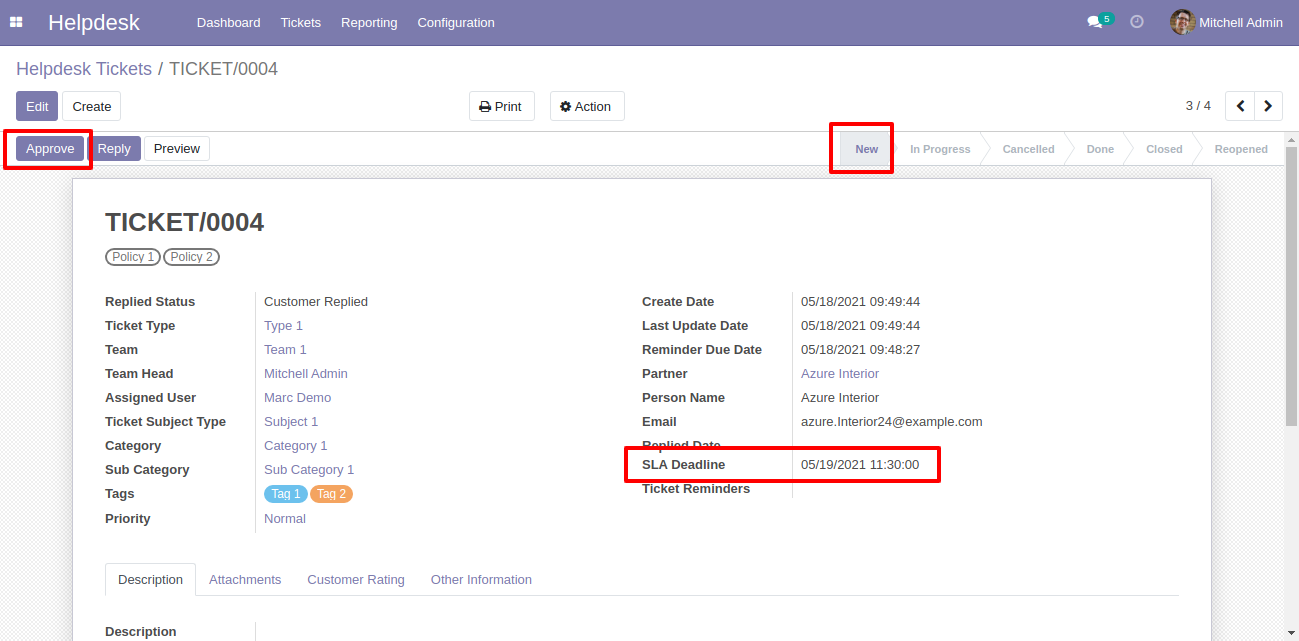 Helpdesk Dashboard Tickets Reporting Configuration 5 Mitchell Admin
Helpdesk Tickets / TICKET/0004
Edit Create Print Action 3 / 4
Approve Reply Preview New In Progress Cancelled Done Closed Reopened
TICKET/0004
Policy 1 Policy 2
Replied Status Customer Replied Create Date 05/18/2021 09:49:44
Ticket Type Type 1 Last Update Date 05/18/2021 09:49:44
Team Team 1 Reminder Due Date 05/18/2021 09:48:27
Team Head Mitchell Admin Partner Azure Interior
Assigned User Marc Demo Person Name Azure Interior
Ticket Subject Type Subject 1 Email azure.Interior24@example.com
Category Category 1 Replied Date
Sub Category Sub Category 1 SLA Deadline 05/19/2021 11:30:00
Tags Tag 1 Tag 2 Ticket Reminders
Priority Normal
Description Attachments Customer Rating Other Information
Description